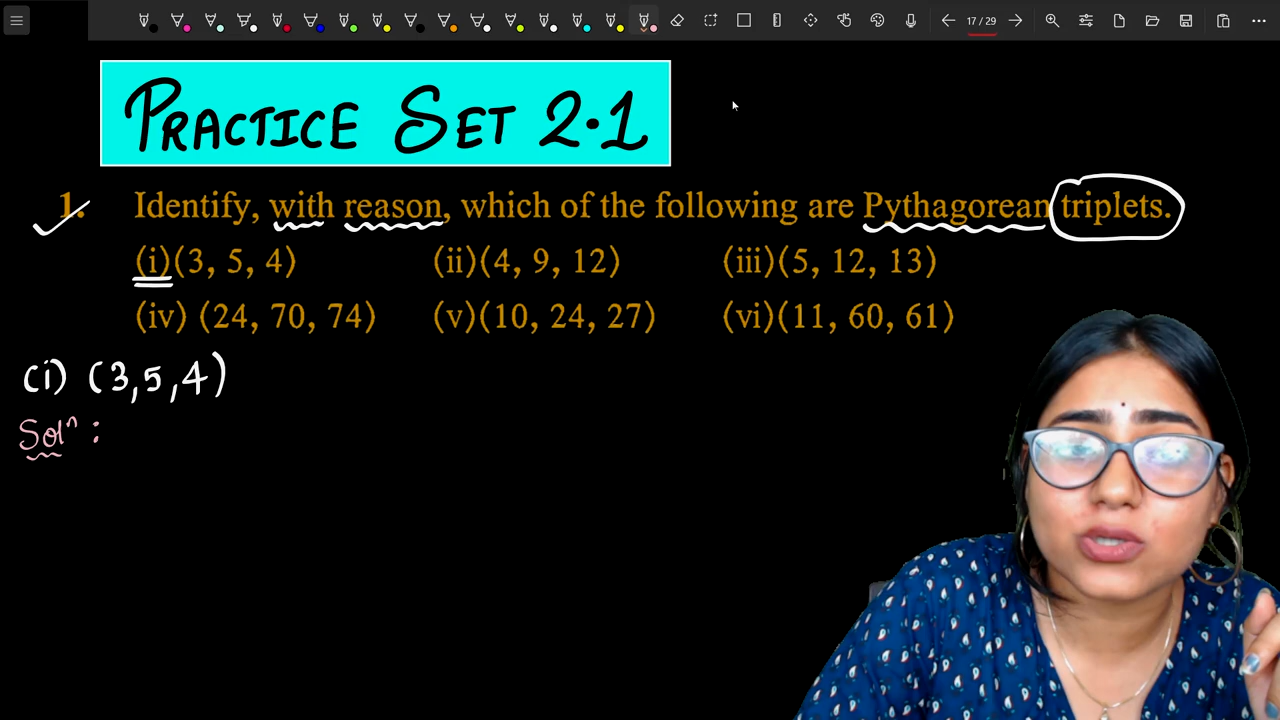 17 / 29
PRACTICE SET 2.1
1. Identify, with reason, which of the following are Pythagorean triplets.
(i)(3, 5, 4) (ii)(4, 9, 12) (iii)(5, 12, 13)
(iv) (24, 70, 74) (v)(10, 24, 27) (vi)(11, 60, 61)
(i) (3,5,4)
Solⁿ :